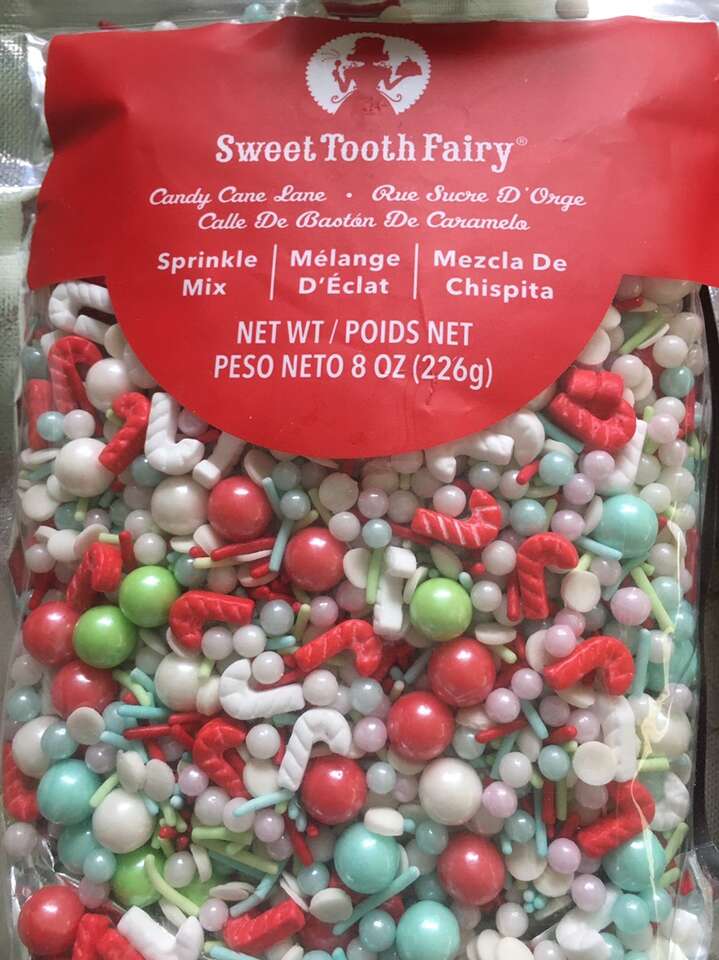 Sweet Tooth Fairy®
Candy Cane Lane • Rue Sucre D'Orge
Calle De Bastón De Caramelo
Sprinkle Mix | Mélange D'Éclat | Mezcla De Chispita
NET WT / POIDS NET
PESO NETO 8 OZ (226g)